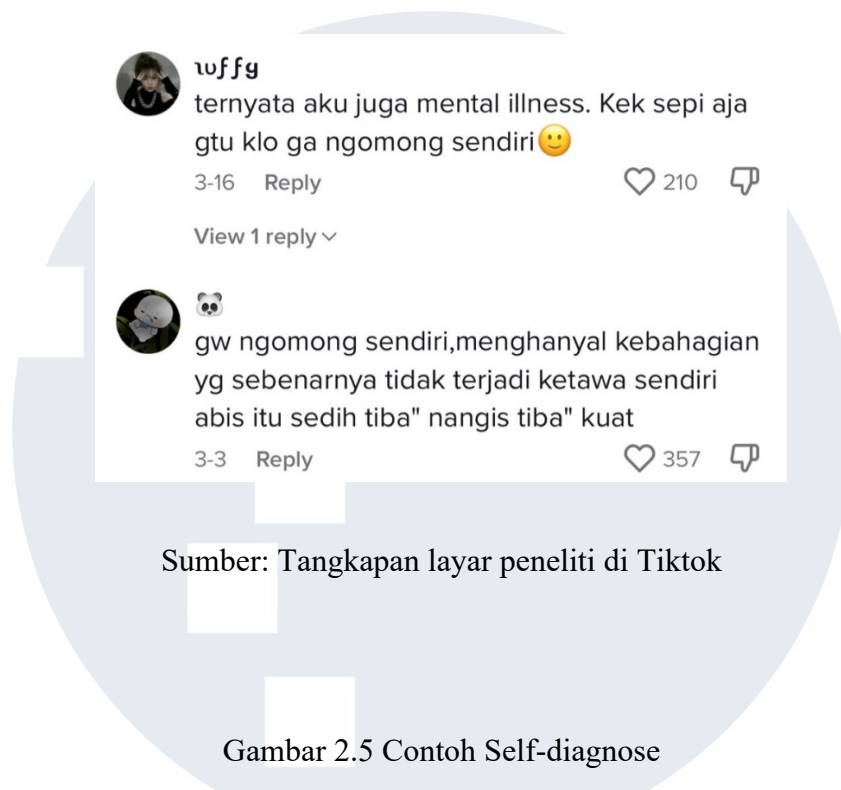 ɿυffy
ternyata aku juga mental illness. Kek sepi aja
gtu klo ga ngomong sendiri🙂
3-16 Reply 210
View 1 reply
🐼
gw ngomong sendiri,menghanyal kebahagian
yg sebenarnya tidak terjadi ketawa sendiri
abis itu sedih tiba" nangis tiba" kuat
3-3 Reply 357
Sumber: Tangkapan layar peneliti di Tiktok
Gambar 2.5 Contoh Self-diagnose